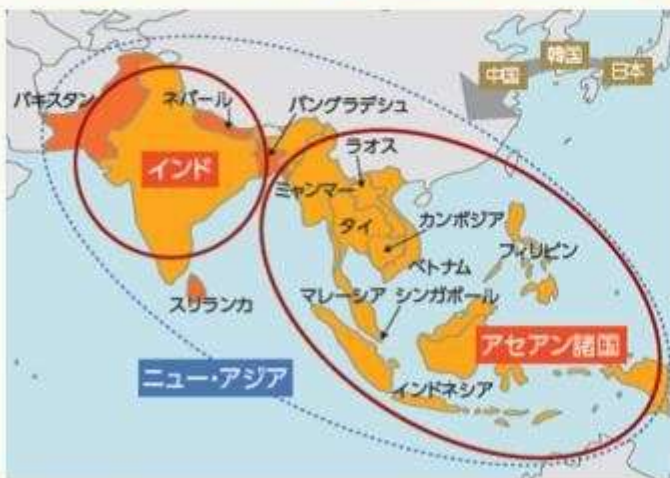 韓国
中国
日本
パキスタン
ネパール
バングラデシュ
インド
ラオス
ミャンマー
タイ
カンボジア
フィリピン
ベトナム
スリランカ
マレーシア
シンガポール
アセアン諸国
ニュー・アジア
インドネシア